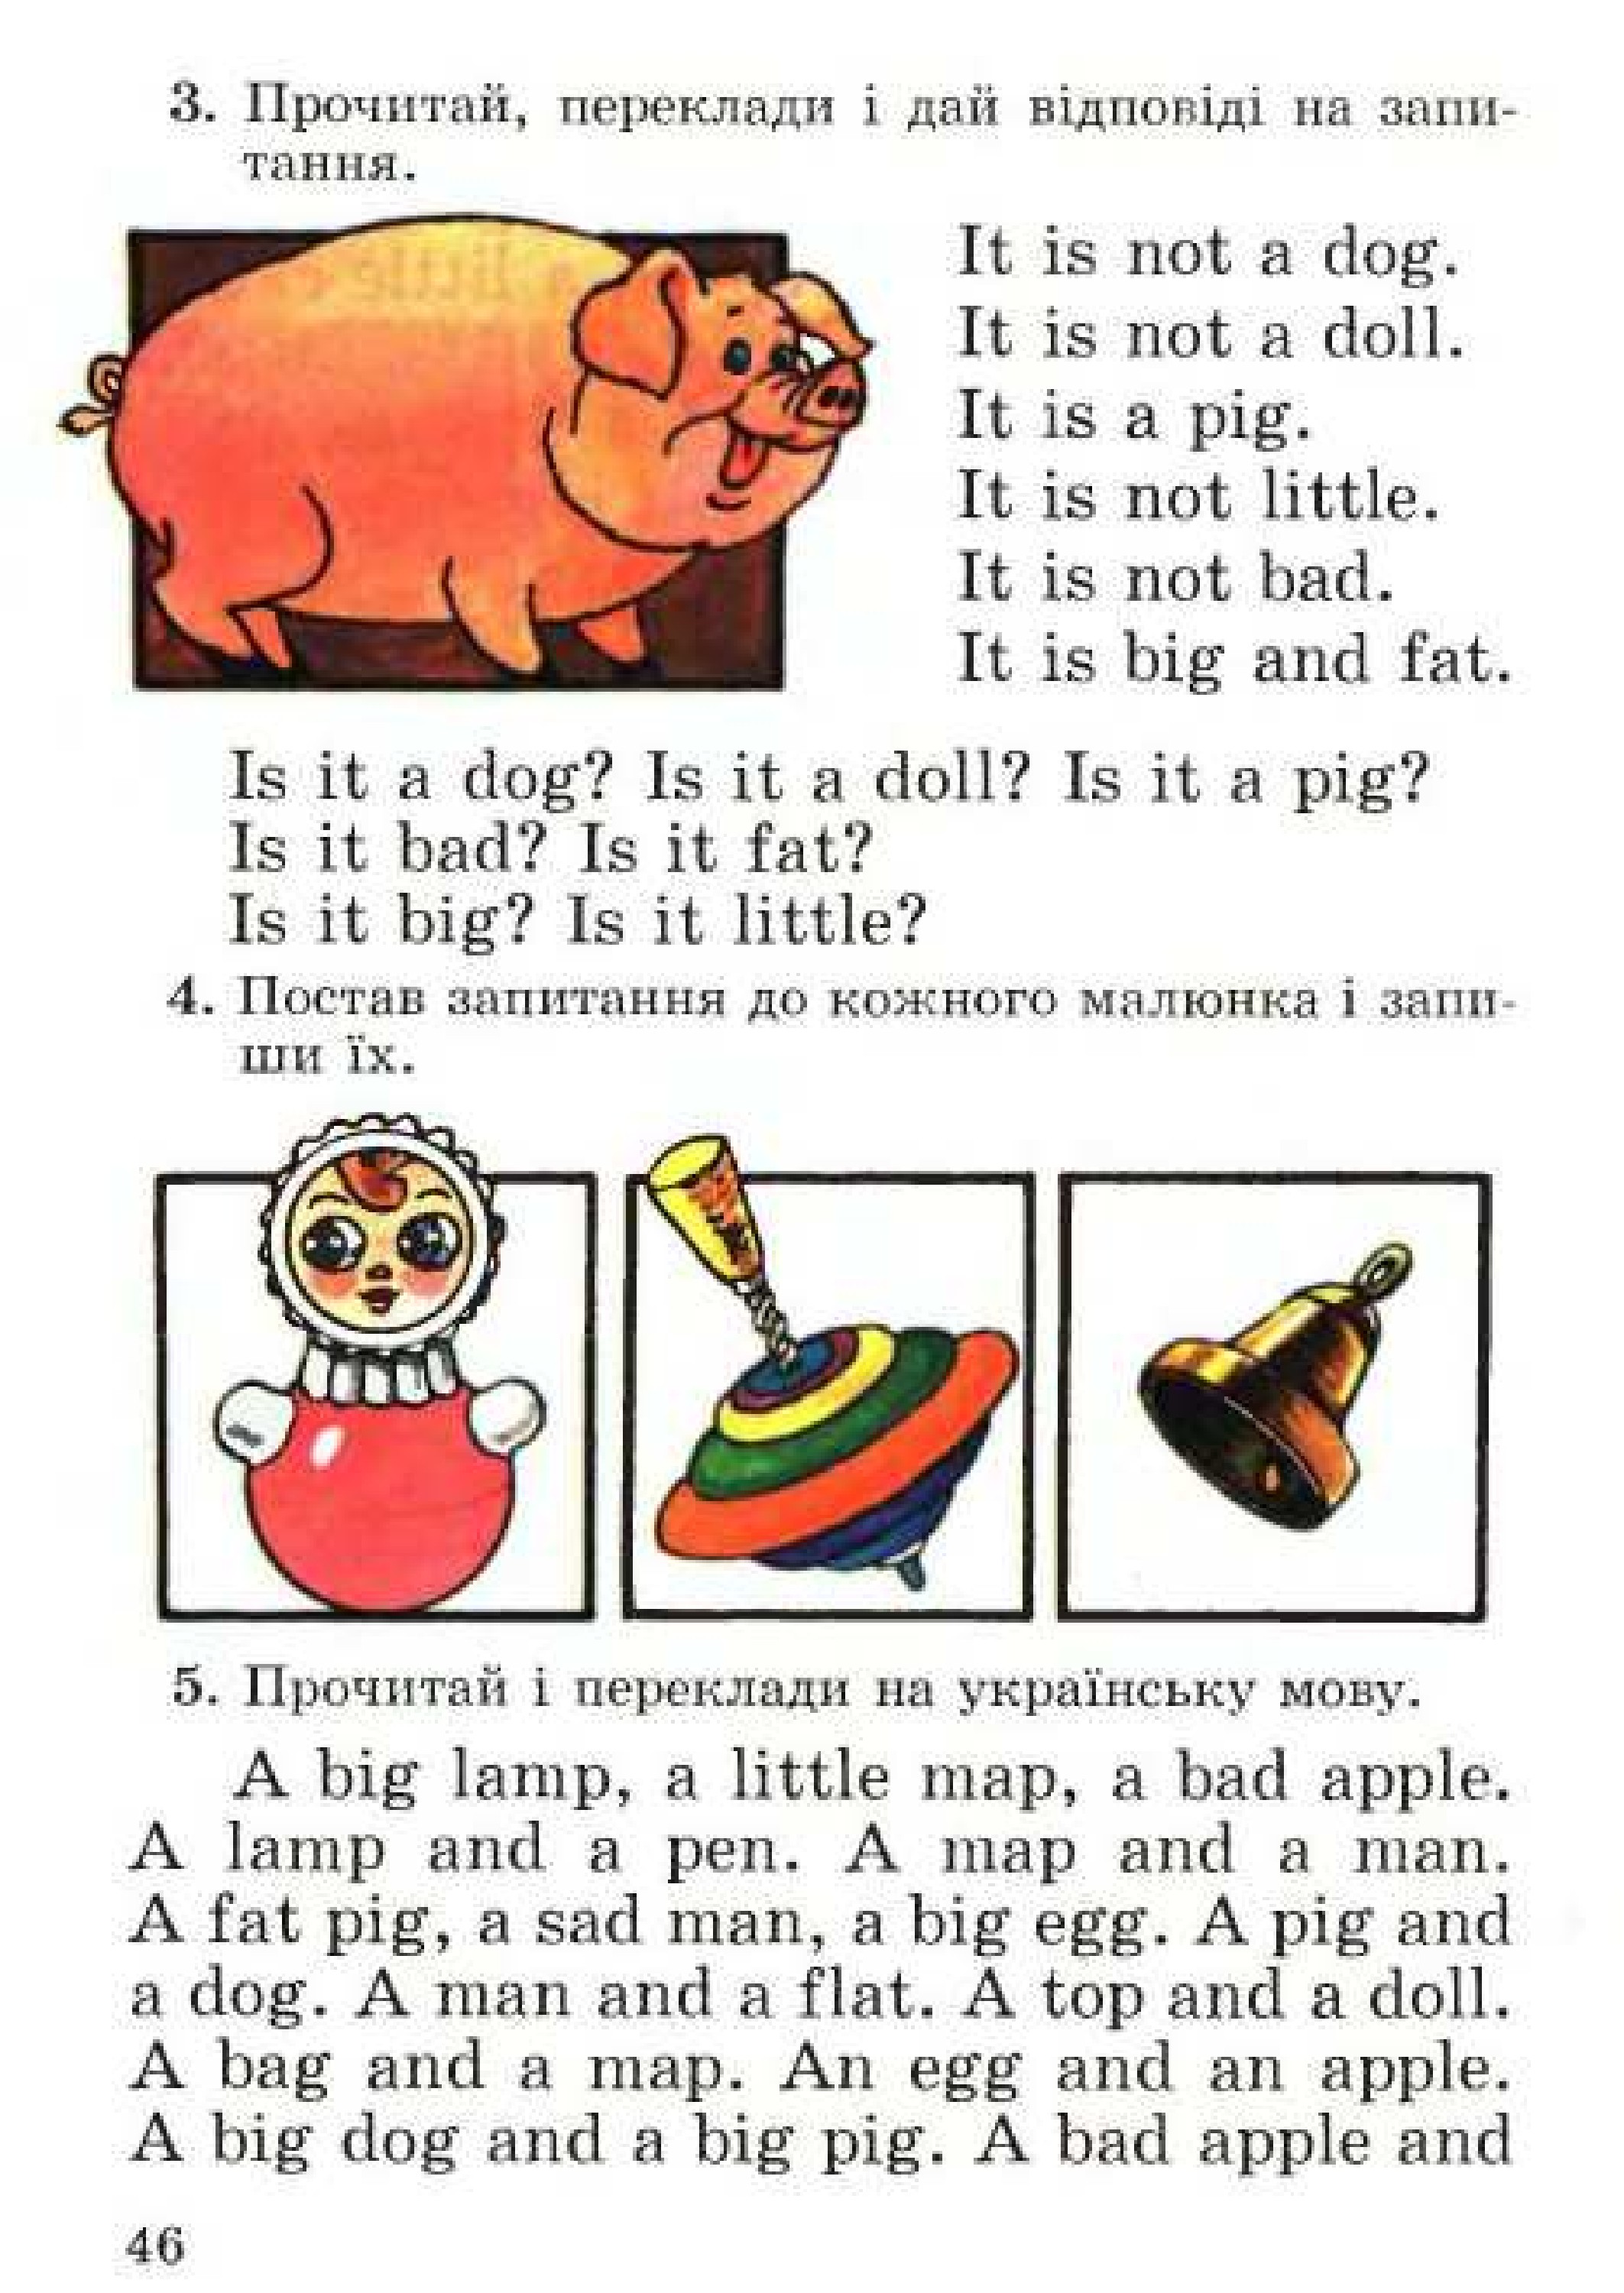 3. Прочитай, переклади і дай відповіді на запи-
тання.
It is not a dog.
It is not a doll.
It is a pig.
It is not little.
It is not bad.
It is big and fat.
Is it a dog? Is it a doll? Is it a pig?
Is it bad? Is it fat?
Is it big? Is it little?
4. Постав запитання до кожного малюнка і запи-
ши їх.
5. Прочитай і переклади на українську мову.
A big lamp, a little map, a bad apple.
A lamp and a pen. A map and a man.
A fat pig, a sad man, a big egg. A pig and
a dog. A man and a flat. A top and a doll.
A bag and a map. An egg and an apple.
A big dog and a big pig. A bad apple and
46